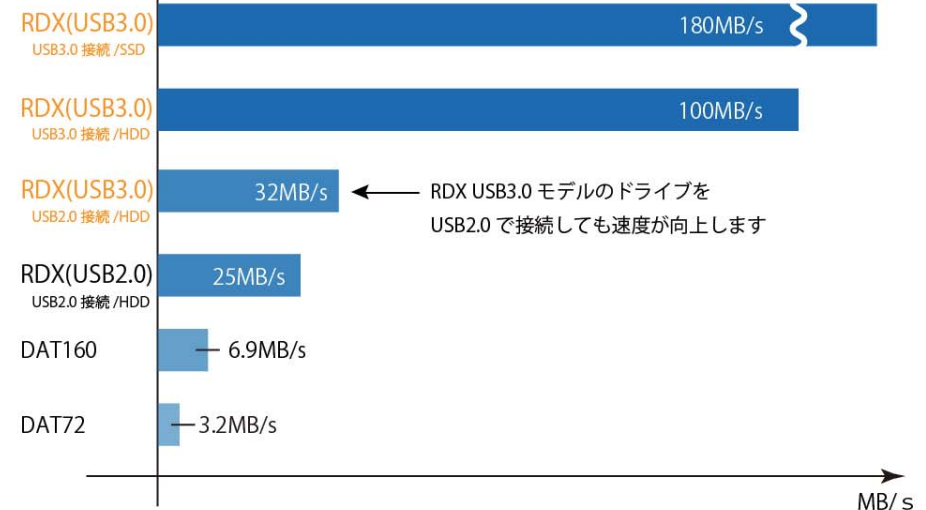 RDX(USB3.0)
USB3.0 接続 /SSD
180MB/s
RDX(USB3.0)
USB3.0 接続 /HDD
100MB/s
RDX(USB3.0)
USB2.0 接続 /HDD
32MB/s
RDX USB3.0 モデルのドライブを
USB2.0 で接続しても速度が向上します
RDX(USB2.0)
USB2.0 接続 /HDD
25MB/s
DAT160
6.9MB/s
DAT72
3.2MB/s
MB/ s